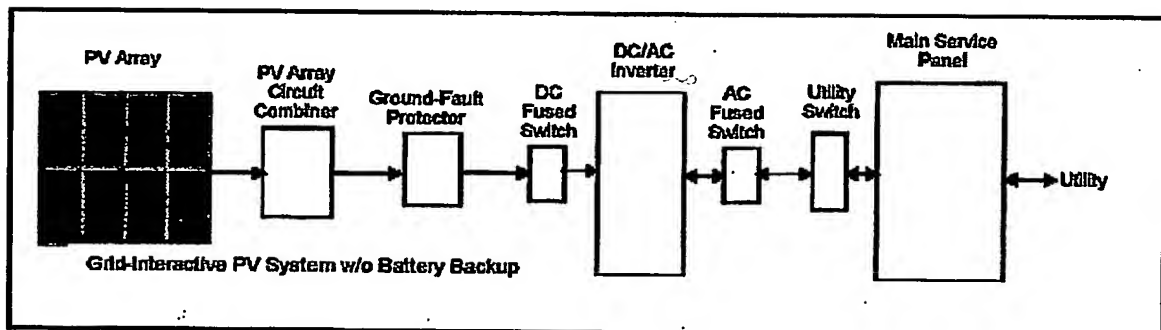 PV Array
PV Array
Circuit
Combiner
Ground-Fault
Protector
DC
Fused
Switch
DC/AC
Inverter
AC
Fused
Switch
Utility
Switch
Main Service
Panel
Utility
Grid-Interactive PV System w/o Battery Backup